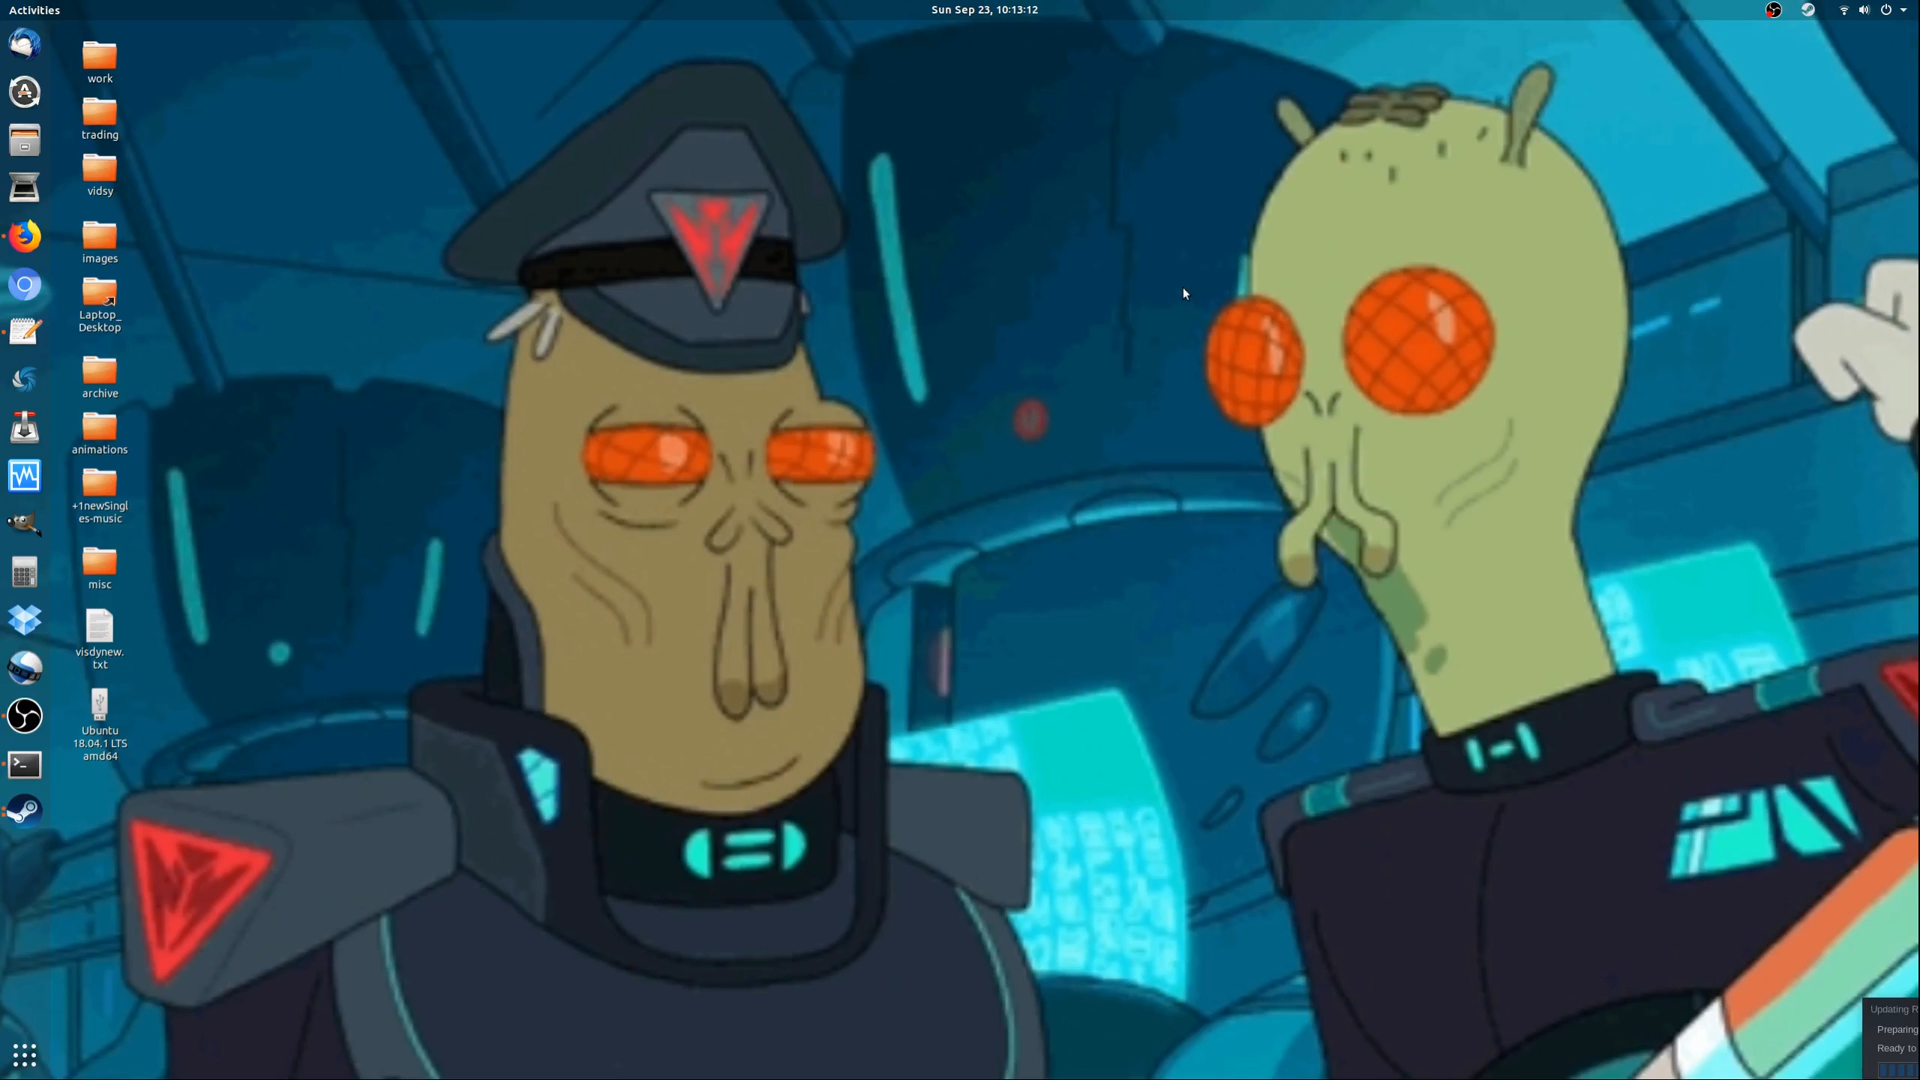 Activities
Sun Sep 23, 10:13:12
work
trading
vidsy
images
Laptop_
Desktop
archive
animations
+1newSingl
es-music
misc
visdynew.
txt
Ubuntu
18.04.1 LTS
amd64
Updating R
Preparing
Ready to